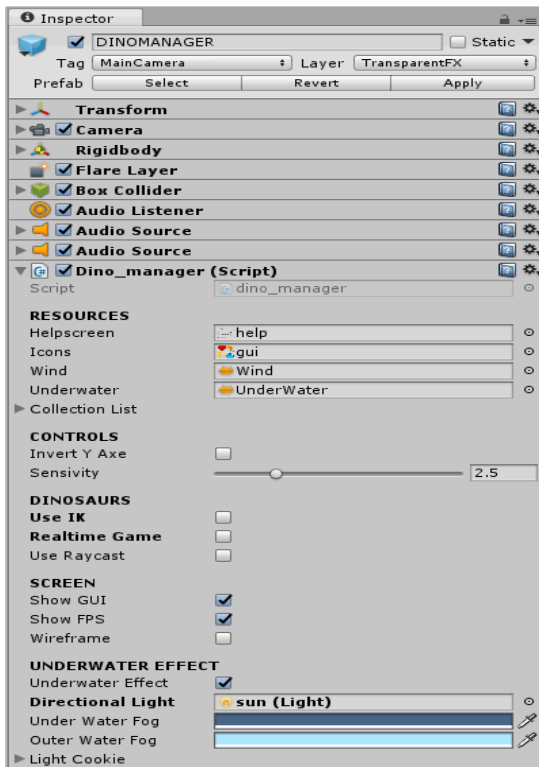 Inspector
DINOMANAGER Static
Tag MainCamera Layer TransparentFX
Prefab Select Revert Apply
Transform
Camera
Rigidbody
Flare Layer
Box Collider
Audio Listener
Audio Source
Audio Source
Dino_manager (Script)
Script dino_manager
RESOURCES
Helpscreen help
Icons gui
Wind Wind
Underwater UnderWater
Collection List
CONTROLS
Invert Y Axe
Sensivity 2.5
DINOSAURS
Use IK
Realtime Game
Use Raycast
SCREEN
Show GUI
Show FPS
Wireframe
UNDERWATER EFFECT
Underwater Effect
Directional Light sun (Light)
Under Water Fog
Outer Water Fog
Light Cookie